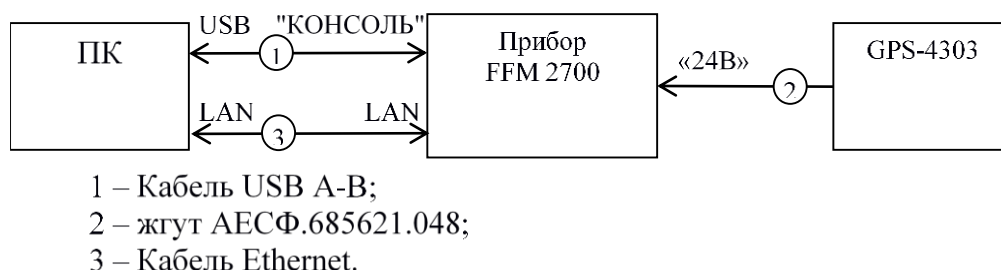 USB "КОНСОЛЬ"
ПК
1
Прибор
FFM 2700
«24В»
GPS-4303
2
LAN
LAN
3
1 – Кабель USB A-B;
2 – жгут АЕСФ.685621.048;
3 – Кабель Ethernet.